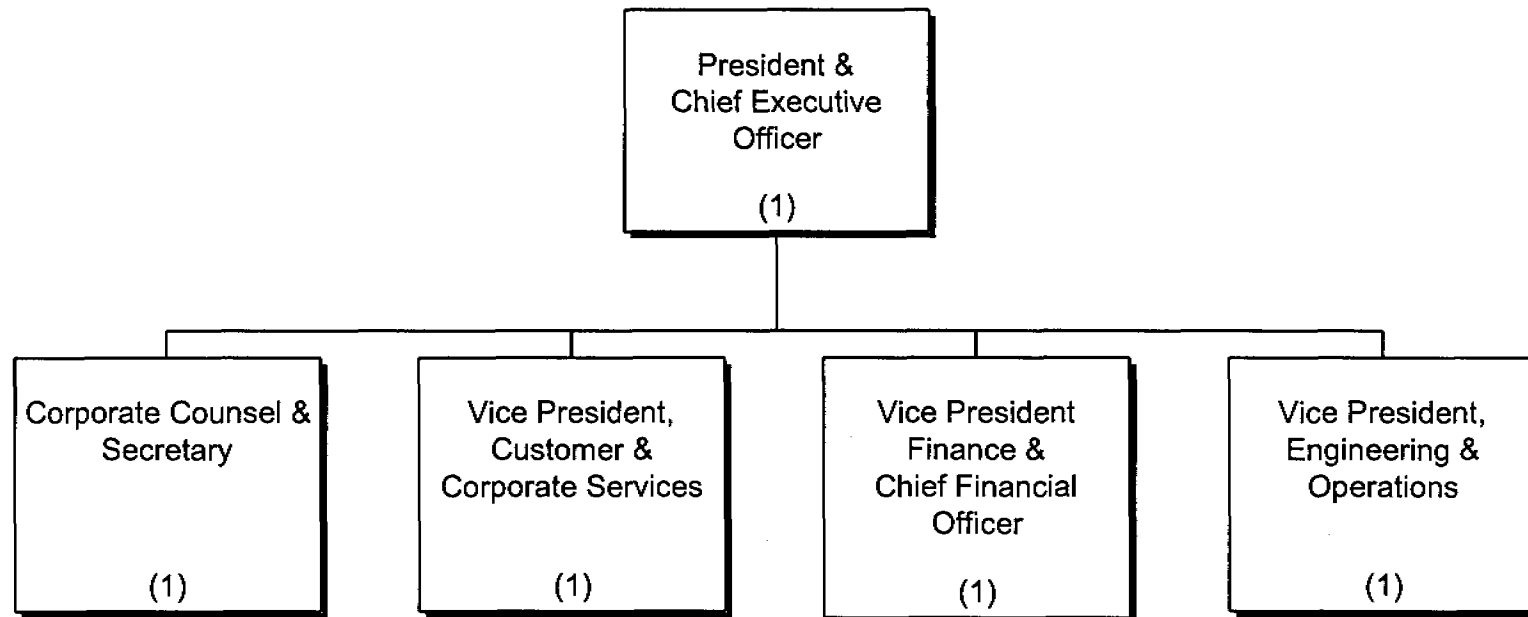 President &
Chief Executive
Officer
(1)
Corporate Counsel &
Secretary
(1)
Vice President,
Customer &
Corporate Services
(1)
Vice President
Finance &
Chief Financial
Officer
(1)
Vice President,
Engineering &
Operations
(1)